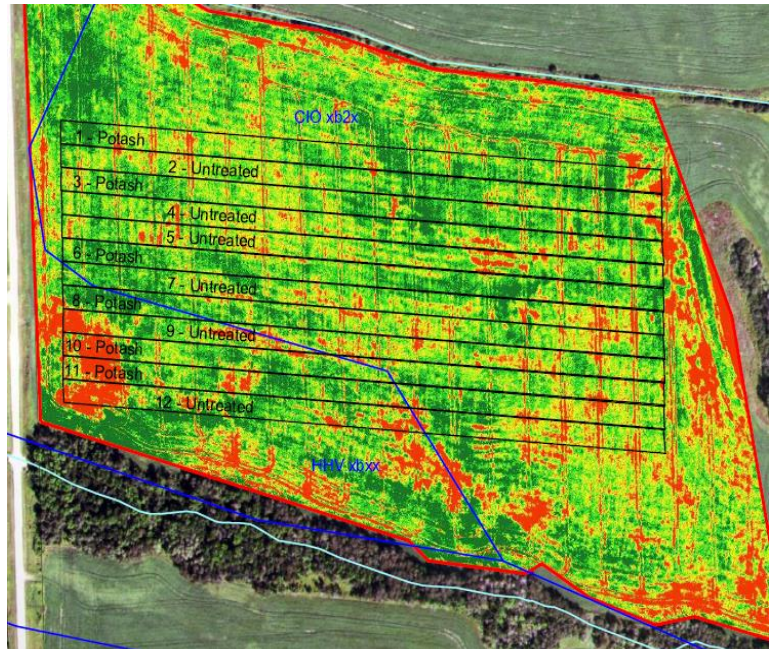 CIO xb2x
1 - Potash
2 - Untreated
3 - Potash
4 - Untreated
5 - Untreated
6 - Potash
7 - Untreated
8 - Potash
9 - Untreated
10 - Potash
11 - Potash
12 - Untreated
HHV xbxx